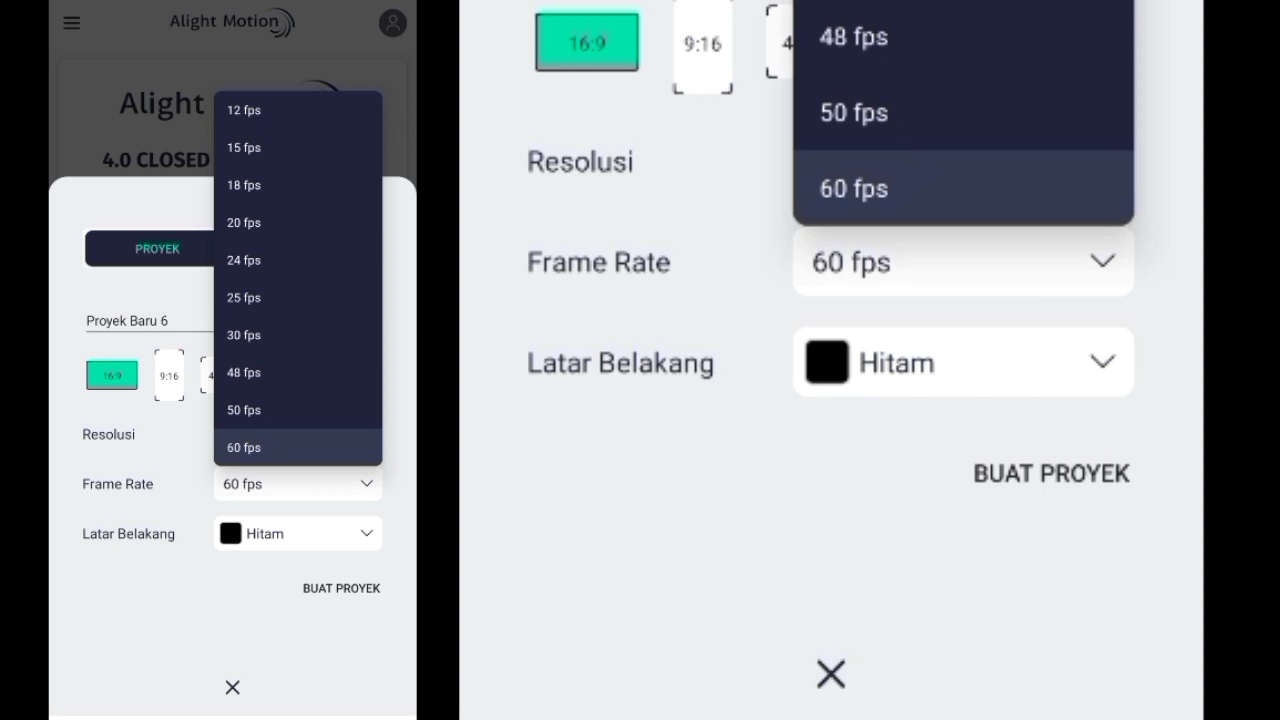 Alight Motion
Alight
4.0 CLOSED
12 fps
15 fps
18 fps
20 fps
24 fps
25 fps
30 fps
48 fps
50 fps
60 fps
PROYEK
Proyek Baru 6
16:9
9:16
4
Resolusi
Frame Rate
60 fps
Latar Belakang
Hitam
BUAT PROYEK
16:9
9:16
4
48 fps
50 fps
60 fps
Resolusi
Frame Rate
60 fps
Latar Belakang
Hitam
BUAT PROYEK